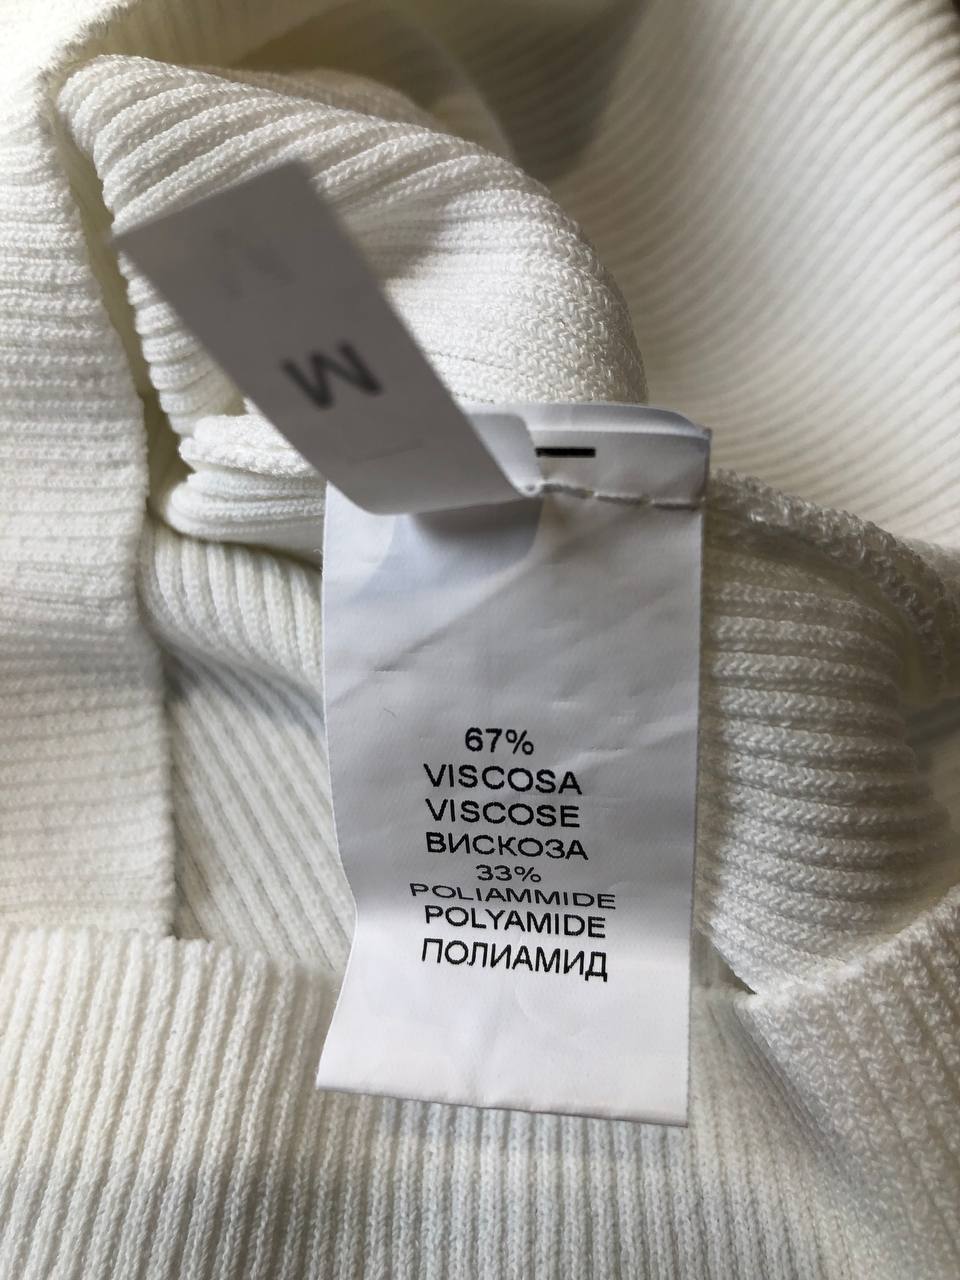 M
67%
VISCOSA
VISCOSE
ВИСКОЗА
33%
POLIAMMIDE
POLYAMIDE
ПОЛИАМИД